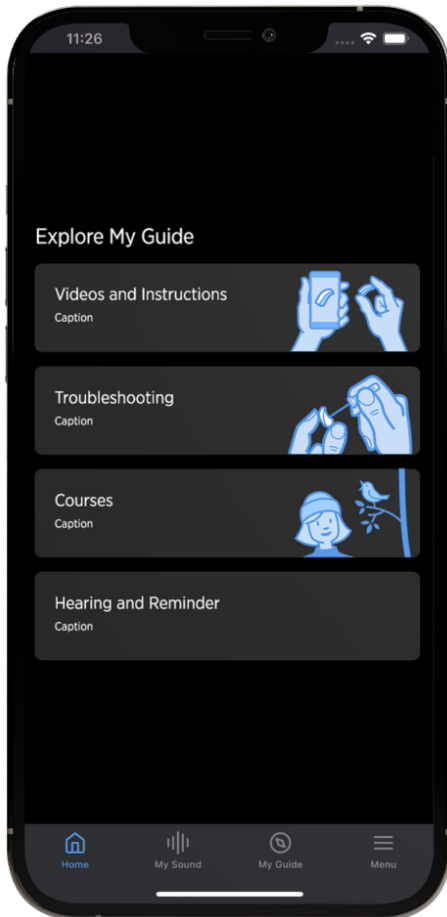 11:26
Explore My Guide
Videos and Instructions
Caption
Troubleshooting
Caption
Courses
Caption
Hearing and Reminder
Caption
Home
My Sound
My Guide
Menu